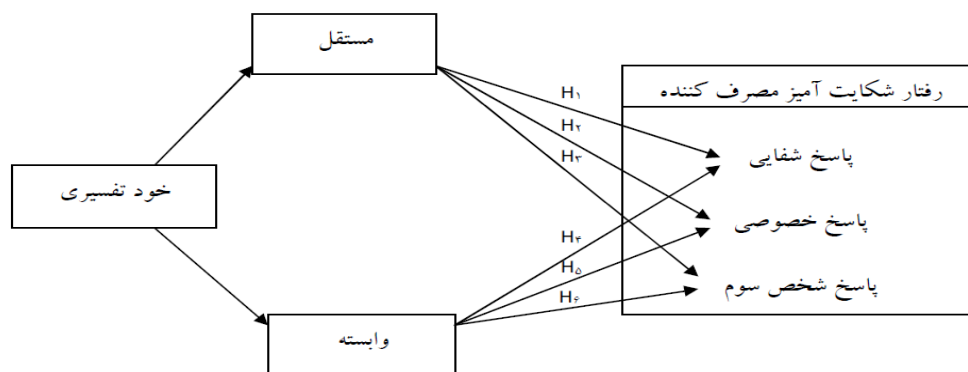 مستقل
رفتار شکایت آمیز مصرف کننده
H۱
H۲
H۳
پاسخ شفایی
خود تفسیری
پاسخ خصوصی
H۴
H۵
پاسخ شخص سوم
H۶
وابسته